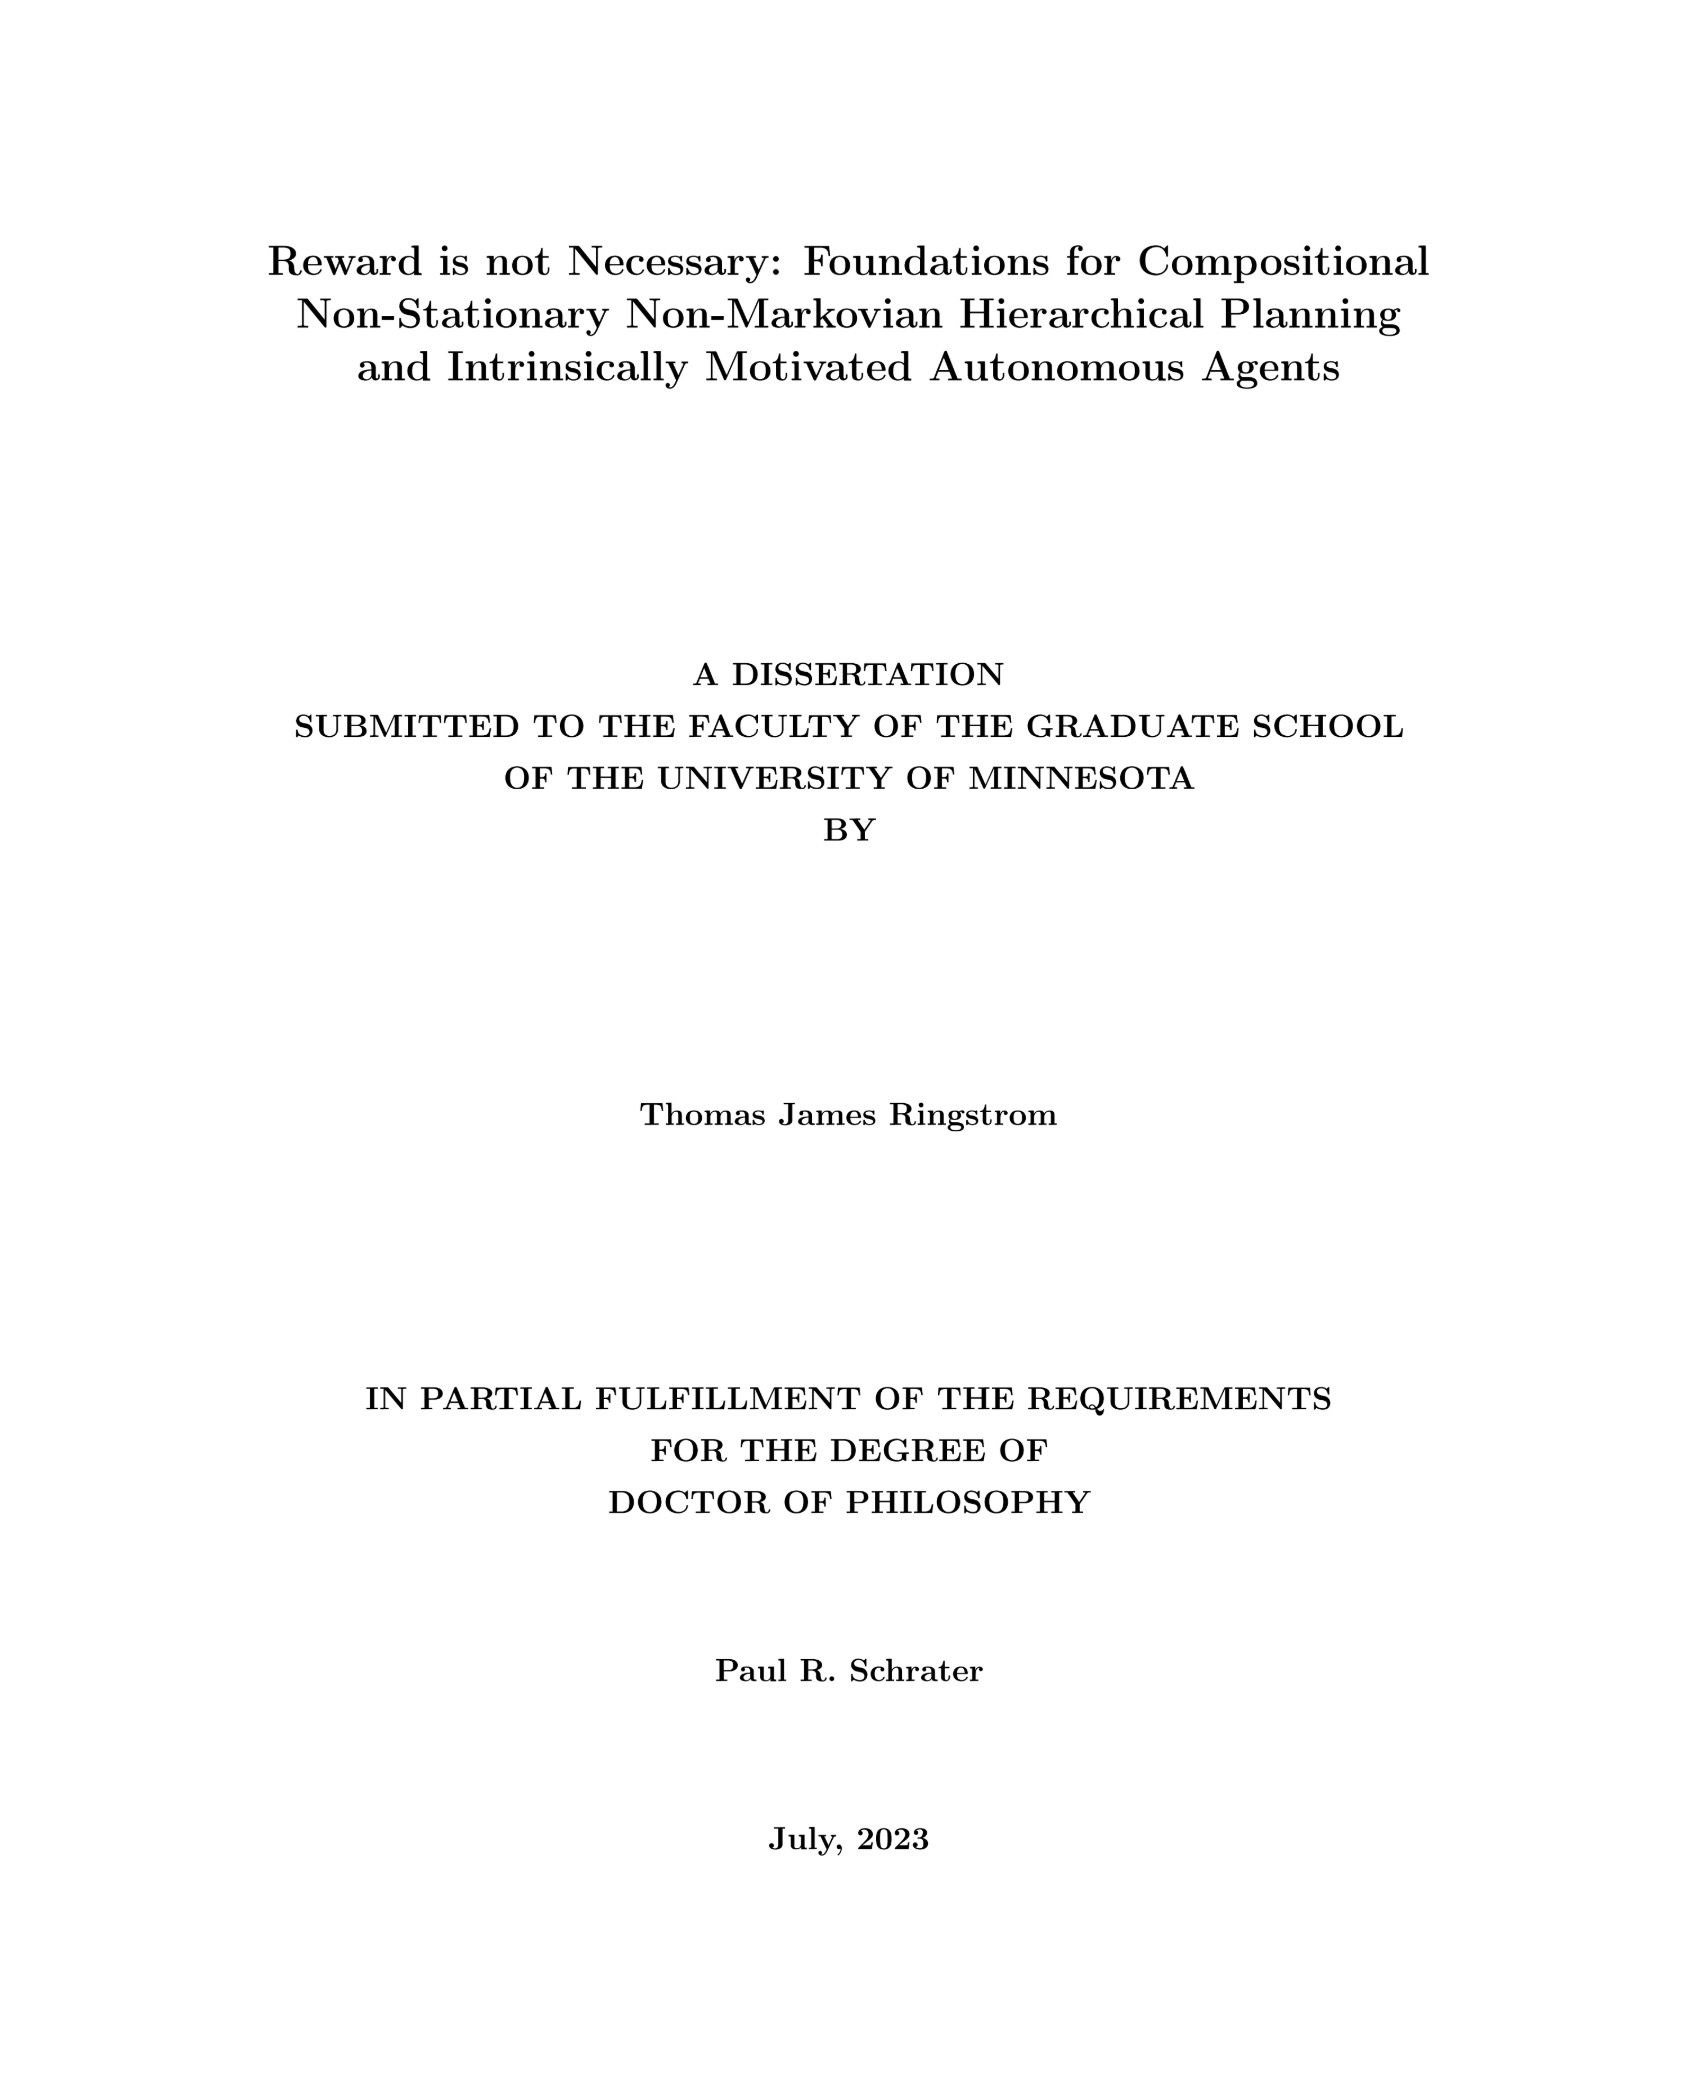 Reward is not Necessary: Foundations for Compositional
Non-Stationary Non-Markovian Hierarchical Planning
and Intrinsically Motivated Autonomous Agents
A DISSERTATION
SUBMITTED TO THE FACULTY OF THE GRADUATE SCHOOL
OF THE UNIVERSITY OF MINNESOTA
BY
Thomas James Ringstrom
IN PARTIAL FULFILLMENT OF THE REQUIREMENTS
FOR THE DEGREE OF
DOCTOR OF PHILOSOPHY
Paul R. Schrater
July, 2023